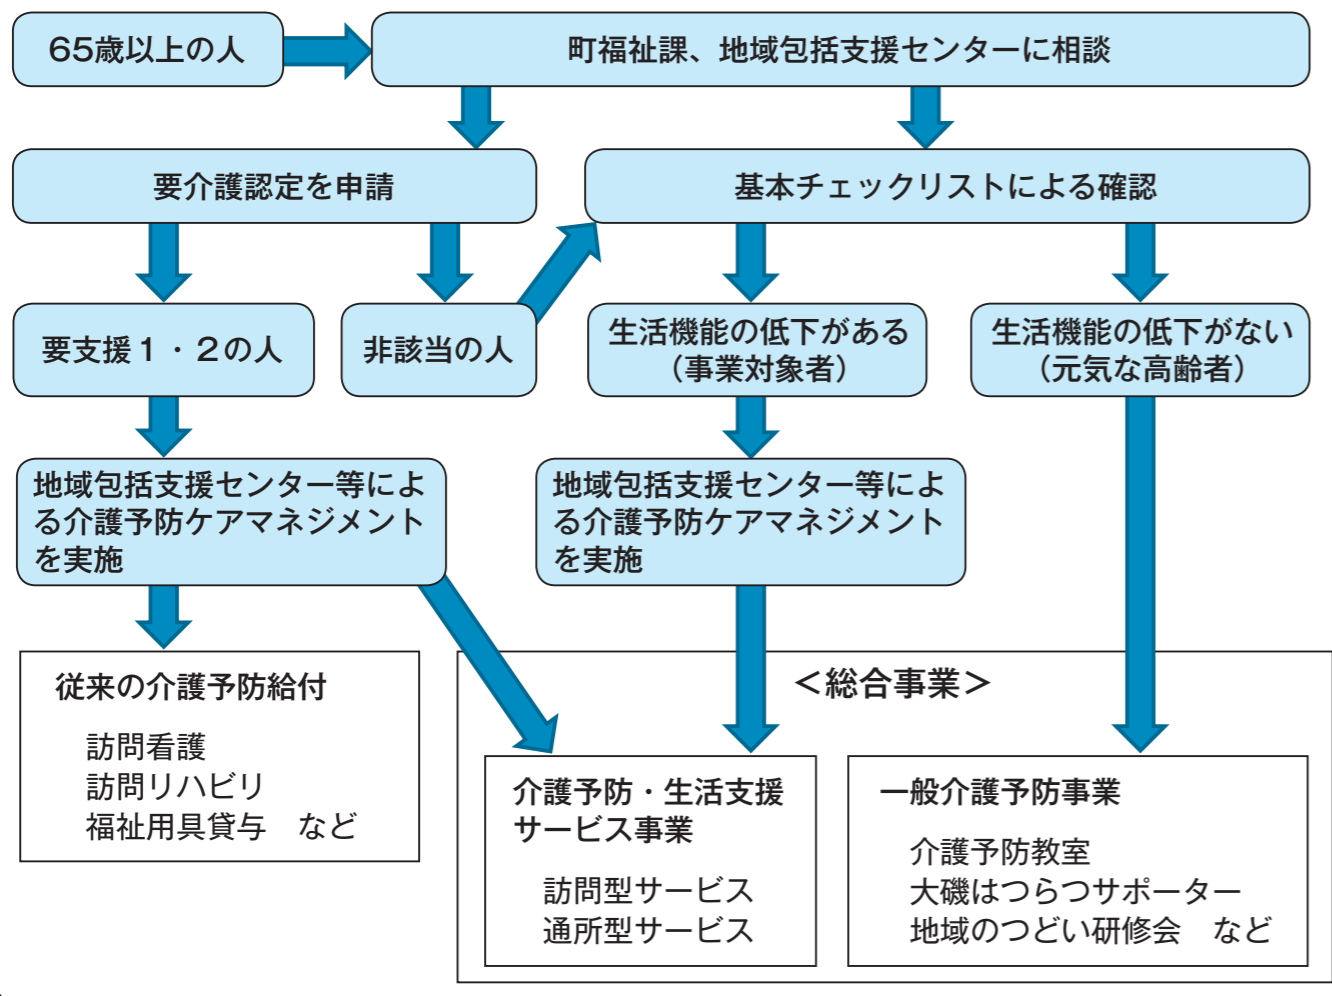 65歳以上の人
町福祉課、地域包括支援センターに相談
要介護認定を申請
基本チェックリストによる確認
要支援１・２の人
非該当の人
生活機能の低下がある
（事業対象者）
生活機能の低下がない
（元気な高齢者）
地域包括支援センター等によ
る介護予防ケアマネジメント
を実施
地域包括支援センター等によ
る介護予防ケアマネジメント
を実施
従来の介護予防給付
訪問看護
訪問リハビリ
福祉用具貸与　など
＜総合事業＞
介護予防・生活支援
サービス事業
訪問型サービス
通所型サービス
一般介護予防事業
介護予防教室
大磯はつらつサポーター
地域のつどい研修会　など